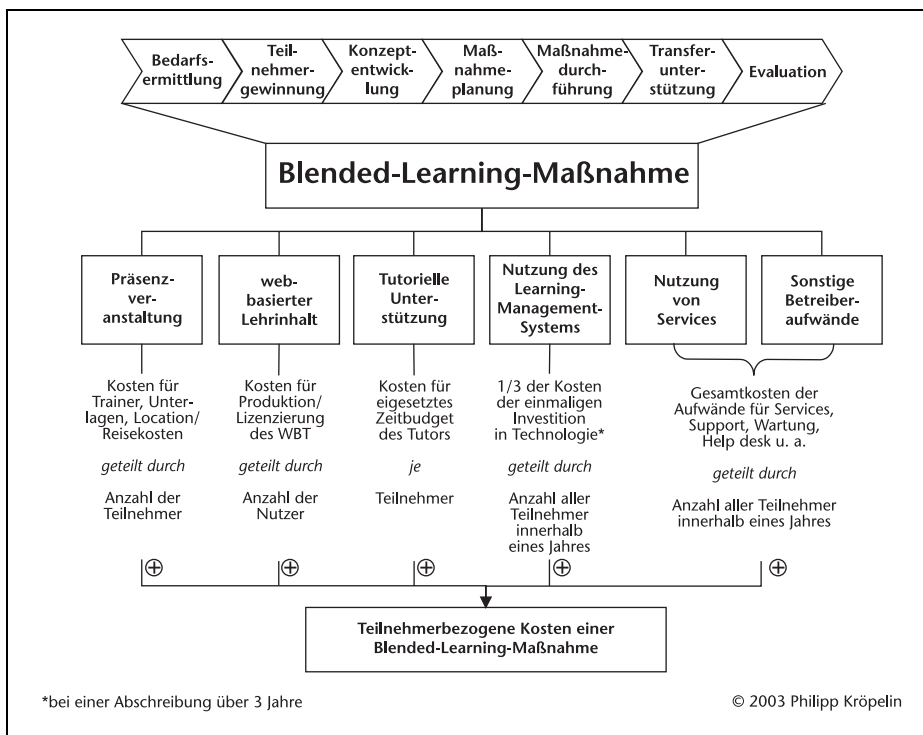 Bedarfs-
ermittlung
Teil-
nehmer-
gewinnung
Konzept-
entwick-
lung
Maß-
nahme-
planung
Maßnahme-
durch-
führung
Transfer-
unter-
stützung
Evaluation
Blended-Learning-Maßnahme
Präsenz-
ver-
anstaltung
web-
basierter
Lehrinhalt
Tutorielle
Unter-
stützung
Nutzung des
Learning-
Management-
Systems
Nutzung
von
Services
Sonstige
Betreiber-
aufwände
Kosten für
Trainer, Unter-
lagen, Location/
Reisekosten
geteilt durch
Anzahl der
Teilnehmer
Kosten für
Produktion/
Lizenzierung
des WBT
geteilt durch
Anzahl der
Nutzer
Kosten für
eigesetztes
Zeitbudget
des Tutors
je
Teilnehmer
1/3 der Kosten
der einmaligen
Investition
in Technologie*
geteilt durch
Anzahl aller
Teilnehmer
innerhalb
eines Jahres
Gesamtkosten der
Aufwände für Services,
Support, Wartung,
Help desk u. a.
geteilt durch
Anzahl aller Teilnehmer
innerhalb eines Jahres
Teilnehmerbezogene Kosten einer
Blended-Learning-Maßnahme
*bei einer Abschreibung über 3 Jahre
© 2003 Philipp Kröpelin